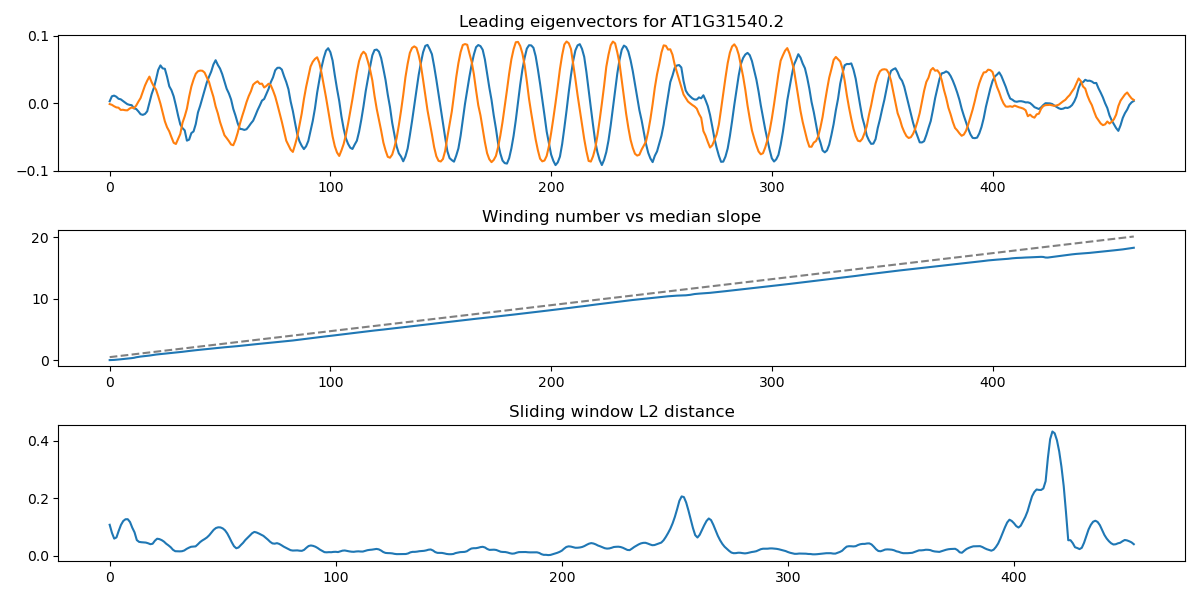 Leading eigenvectors for AT1G31540.2
0.1
0.0
−0.1
0 100 200 300 400
Winding number vs median slope
20
10
0
0 100 200 300 400
Sliding window L2 distance
0.4
0.2
0.0
0 100 200 300 400